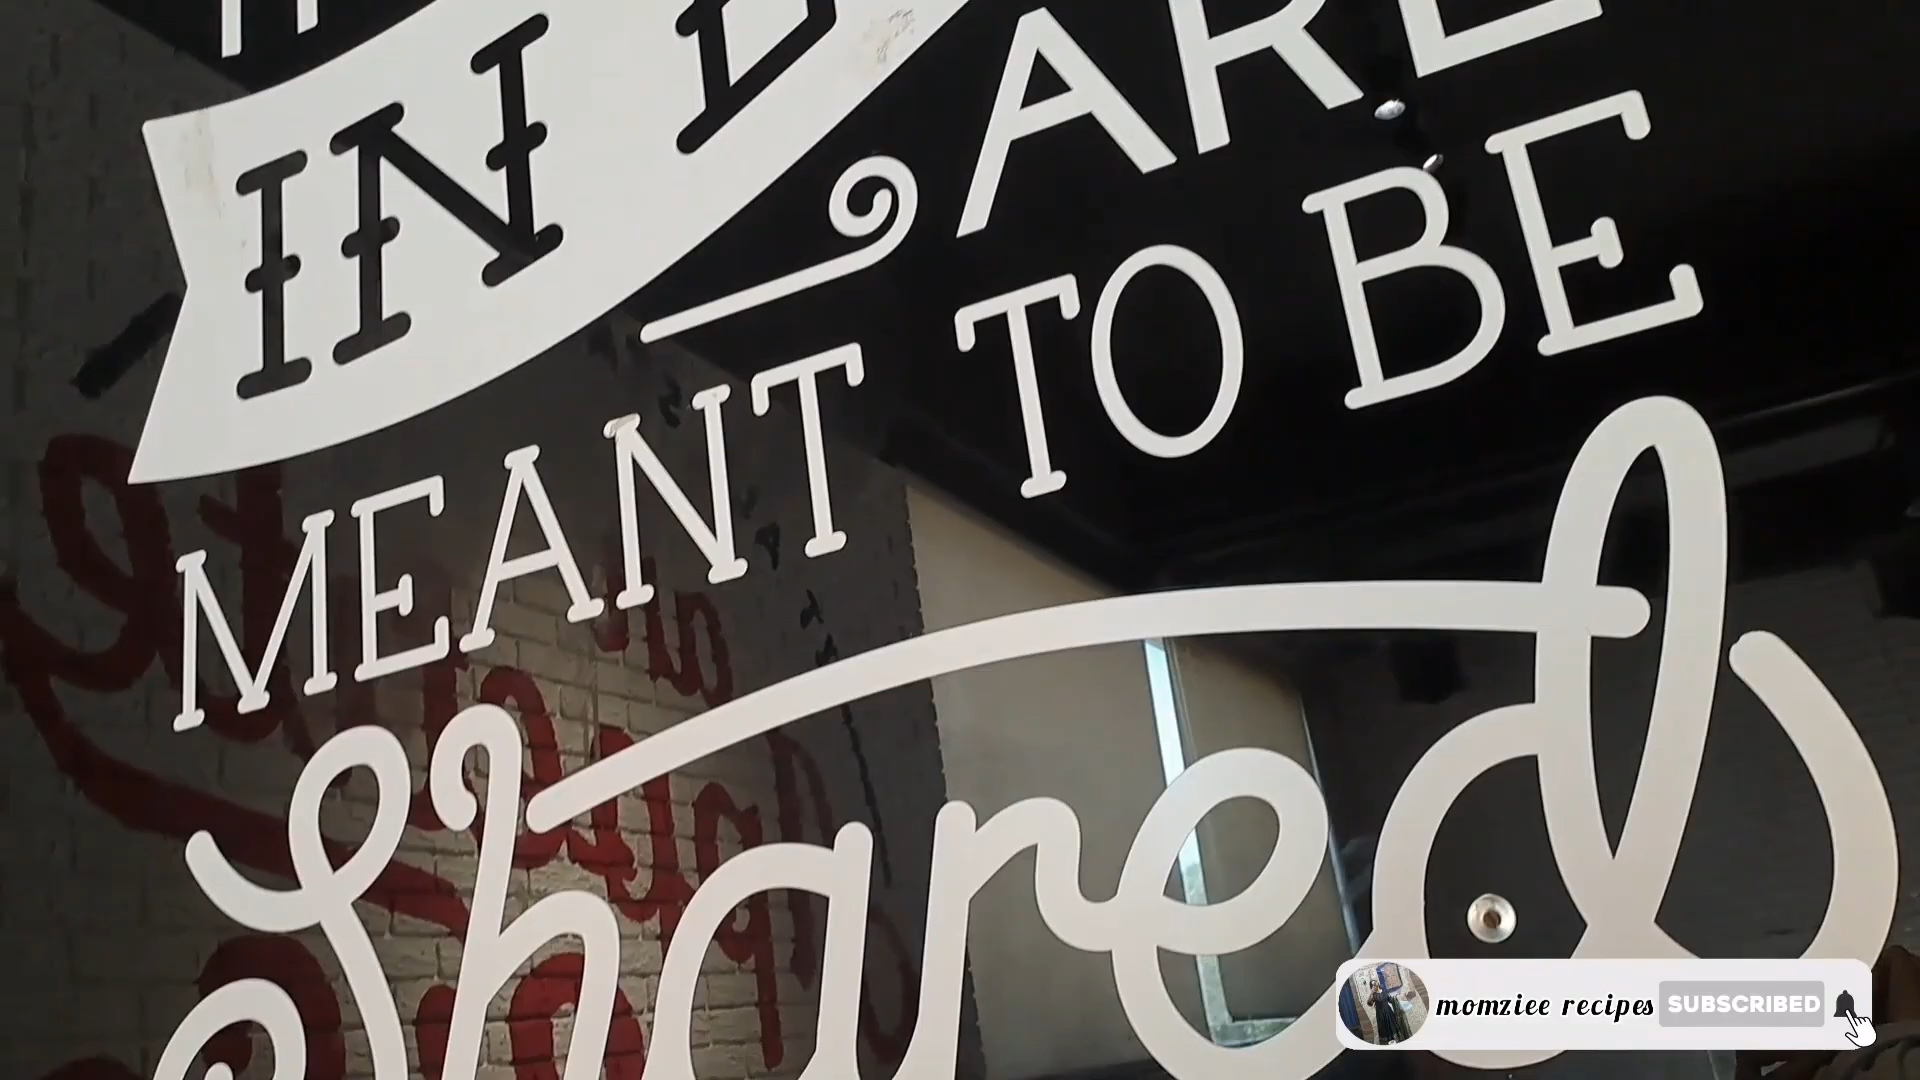 IN
ARE
MEANT TO BE
Shared
momziee recipes SUBSCRIBED